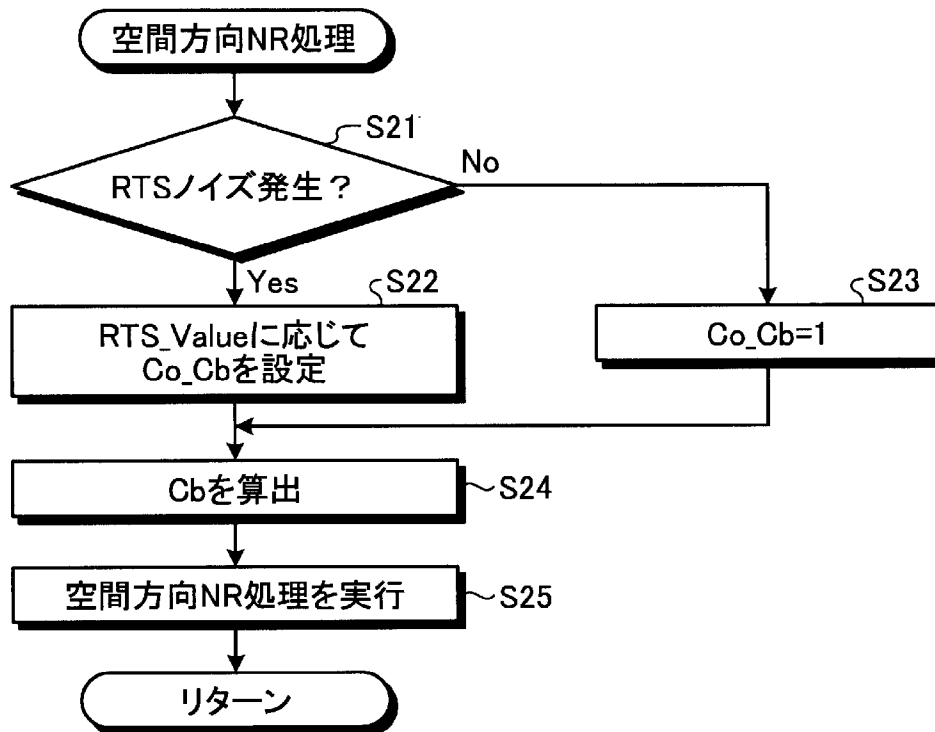 空間方向NR処理
S21
RTSノイズ発生？
No
Yes
S22
RTS_Valueに応じて
Co_Cbを設定
S23
Co_Cb=1
Cbを算出
S24
空間方向NR処理を実行
S25
リターン